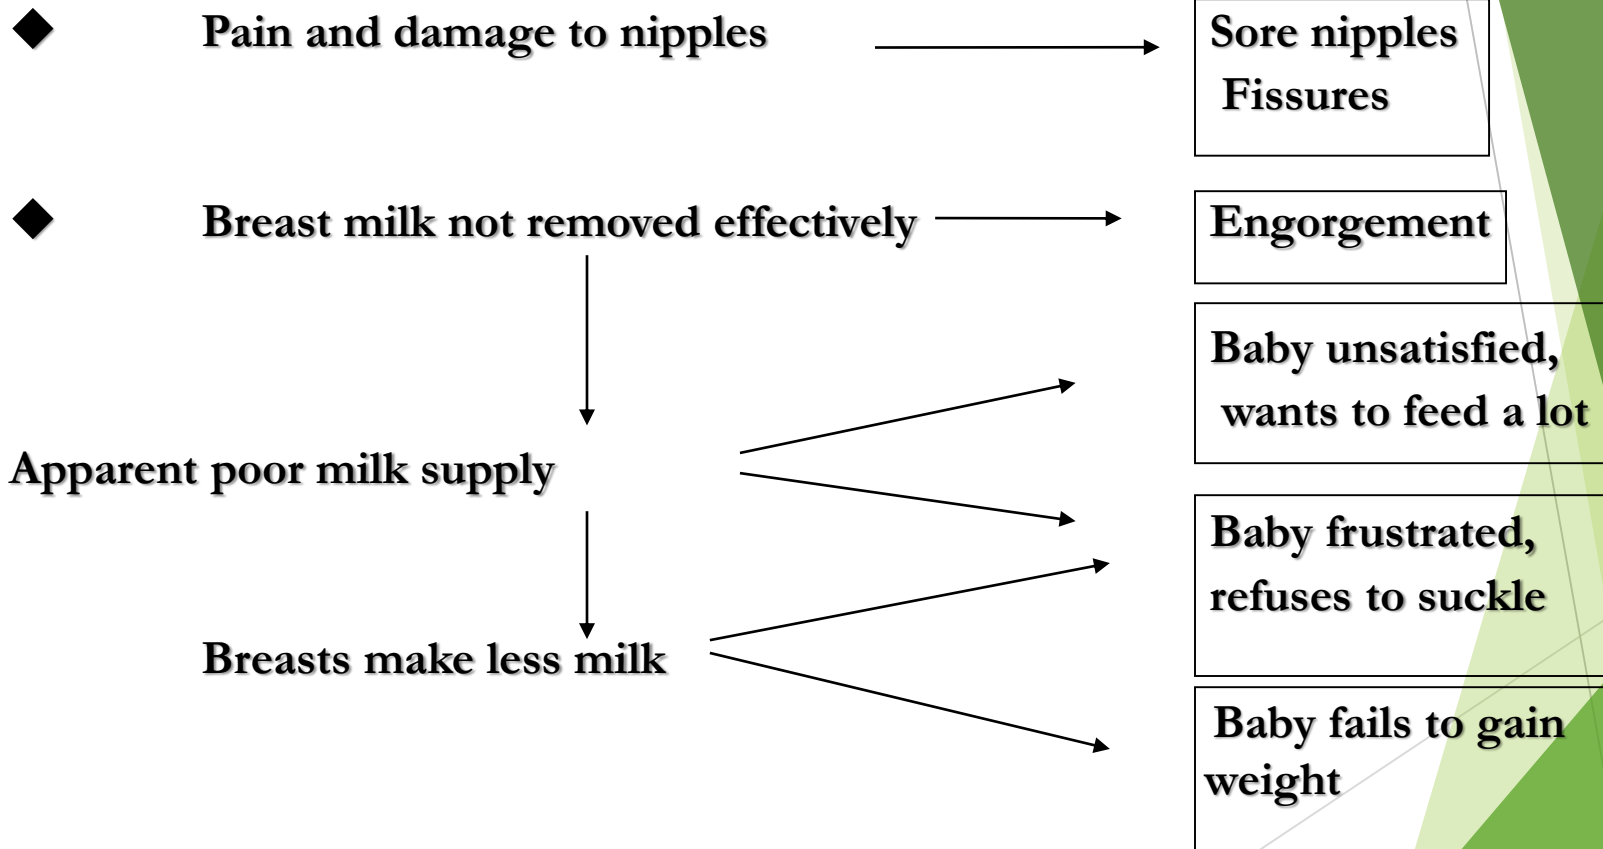 Pain and damage to nipples
Sore nipples
Fissures
Breast milk not removed effectively
Engorgement
Baby unsatisfied,
wants to feed a lot
Apparent poor milk supply
Baby frustrated,
refuses to suckle
Breasts make less milk
Baby fails to gain
weight